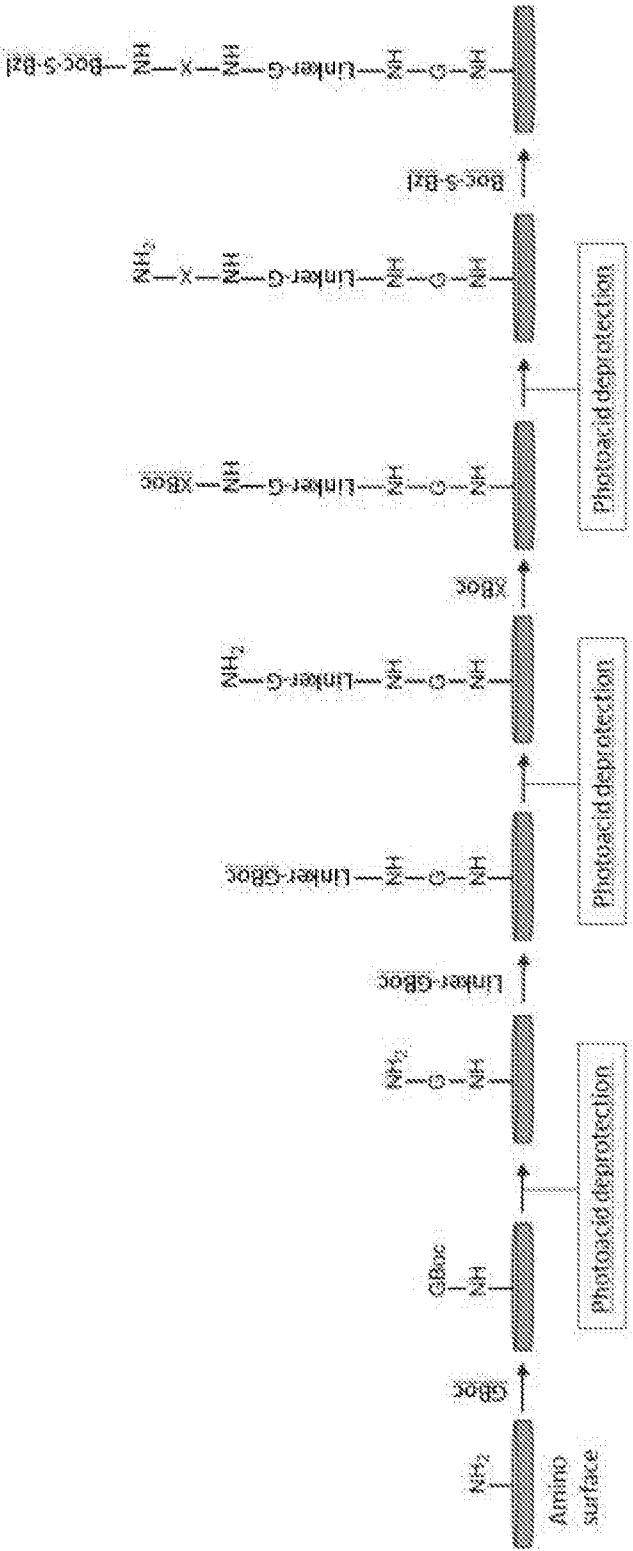 NH₂
Amino
surface
GBoc
GBoc
NH
Photoacid deprotection
NH₂
G
NH
Linker-GBoc
Linker-GBoc
NH
G
NH
Photoacid deprotection
NH₂
Linker-G
NH
G
NH
XBoc
XBoc
NH
Linker-G
NH
G
NH
Photoacid deprotection
NH₂
X
NH
Linker-G
NH
G
NH
Boc-S-Bzl
Boc-S-Bzl
NH
X
NH
Linker-G
NH
G
NH